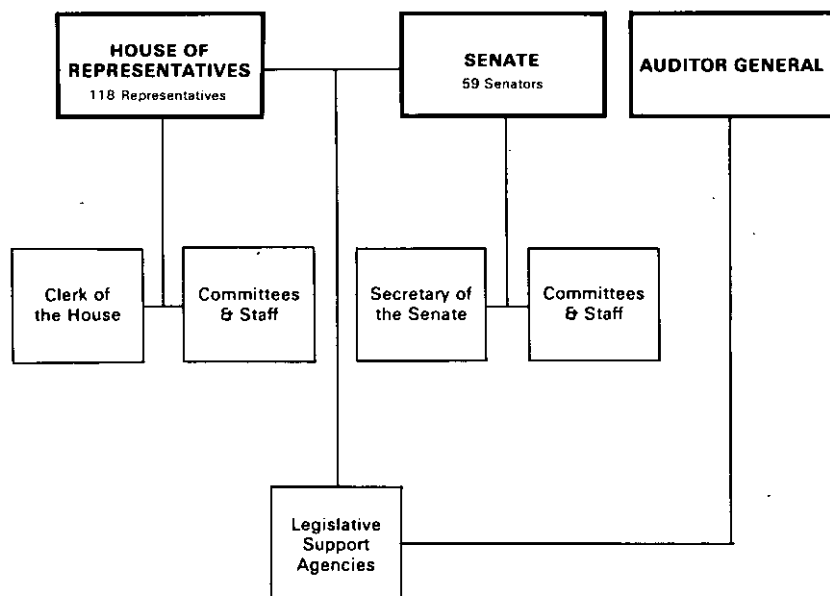 HOUSE OF
REPRESENTATIVES
118 Representatives
SENATE
59 Senators
AUDITOR GENERAL
Clerk of
the House
Committees
& Staff
Secretary of
the Senate
Committees
& Staff
Legislative
Support
Agencies